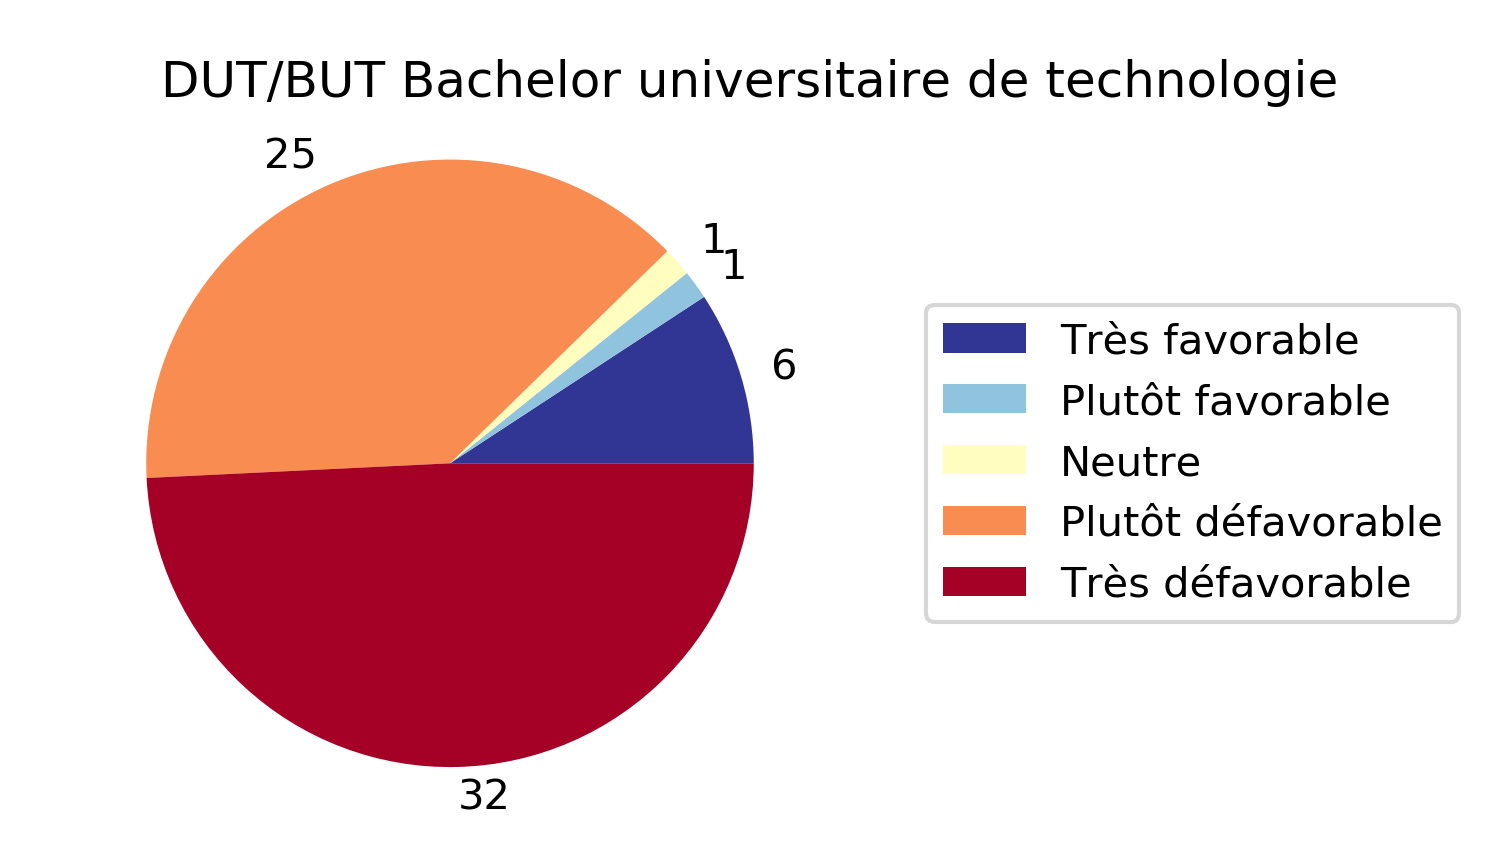 DUT/BUT Bachelor universitaire de technologie
25
1
1
6
32
Très favorable
Plutôt favorable
Neutre
Plutôt défavorable
Très défavorable